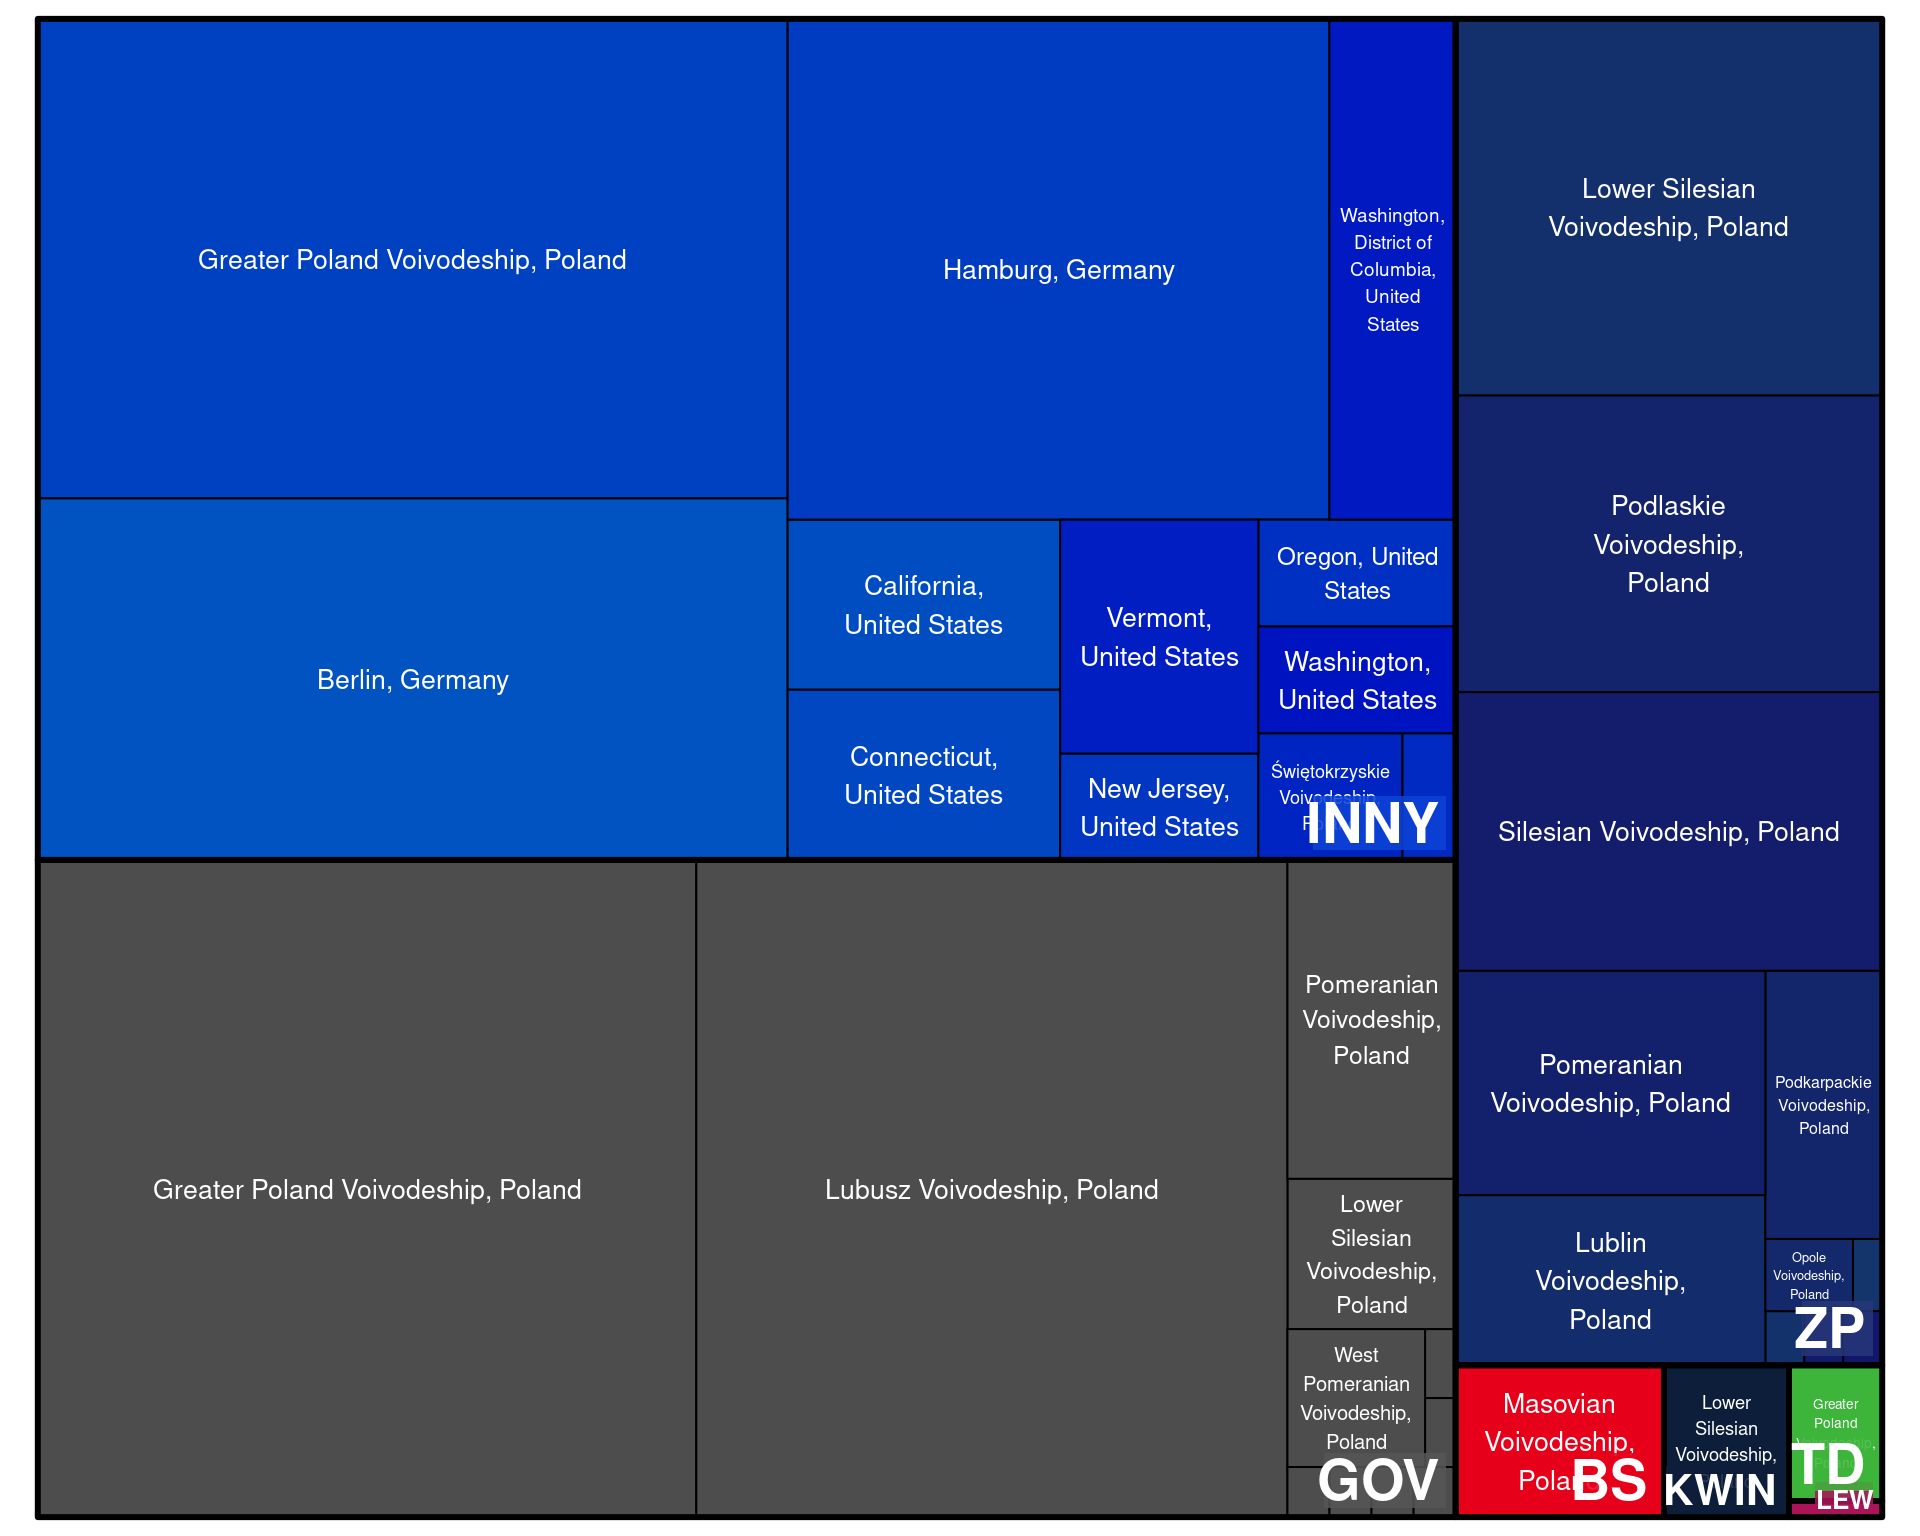 Greater Poland Voivodeship, Poland
Hamburg, Germany
Washington,
District of
Columbia,
United
States
Berlin, Germany
California,
United States
Connecticut,
United States
Vermont,
United States
New Jersey,
United States
Oregon, United
States
Washington,
United States
Świętokrzyskie
Voivodeship,
INNY
Greater Poland Voivodeship, Poland
Lubusz Voivodeship, Poland
Pomeranian
Voivodeship,
Poland
Lower
Silesian
Voivodeship,
Poland
West
Pomeranian
Voivodeship,
Poland
GOV
Lower Silesian
Voivodeship, Poland
Podlaskie
Voivodeship,
Poland
Silesian Voivodeship, Poland
Pomeranian
Voivodeship, Poland
Podkarpackie
Voivodeship,
Poland
Lublin
Voivodeship,
Poland
Opole
Voivodeship,
Poland
ZP
Masovian
Voivodeship,
Poland
BS
Lower
Silesian
Voivodeship,
KWIN
Greater
Poland
TD
LEW